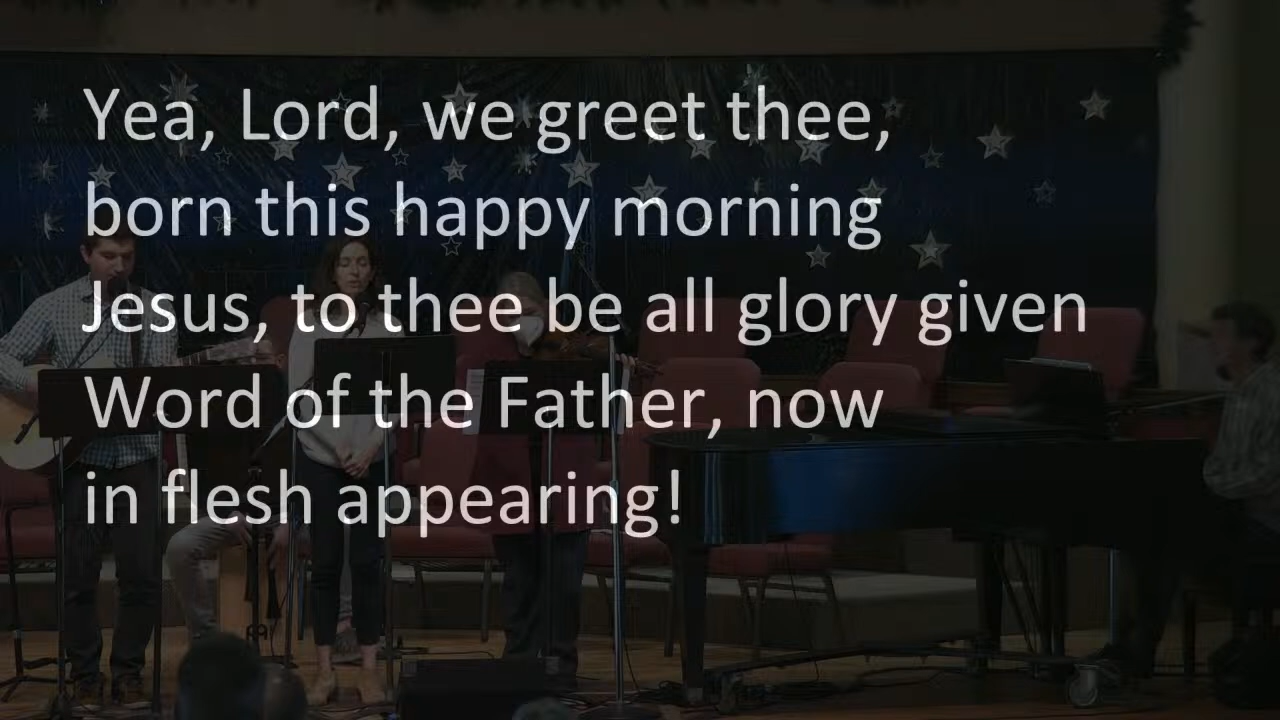 Yea, Lord, we greet thee,
born this happy morning
Jesus, to thee be all glory given
Word of the Father, now
in flesh appearing!